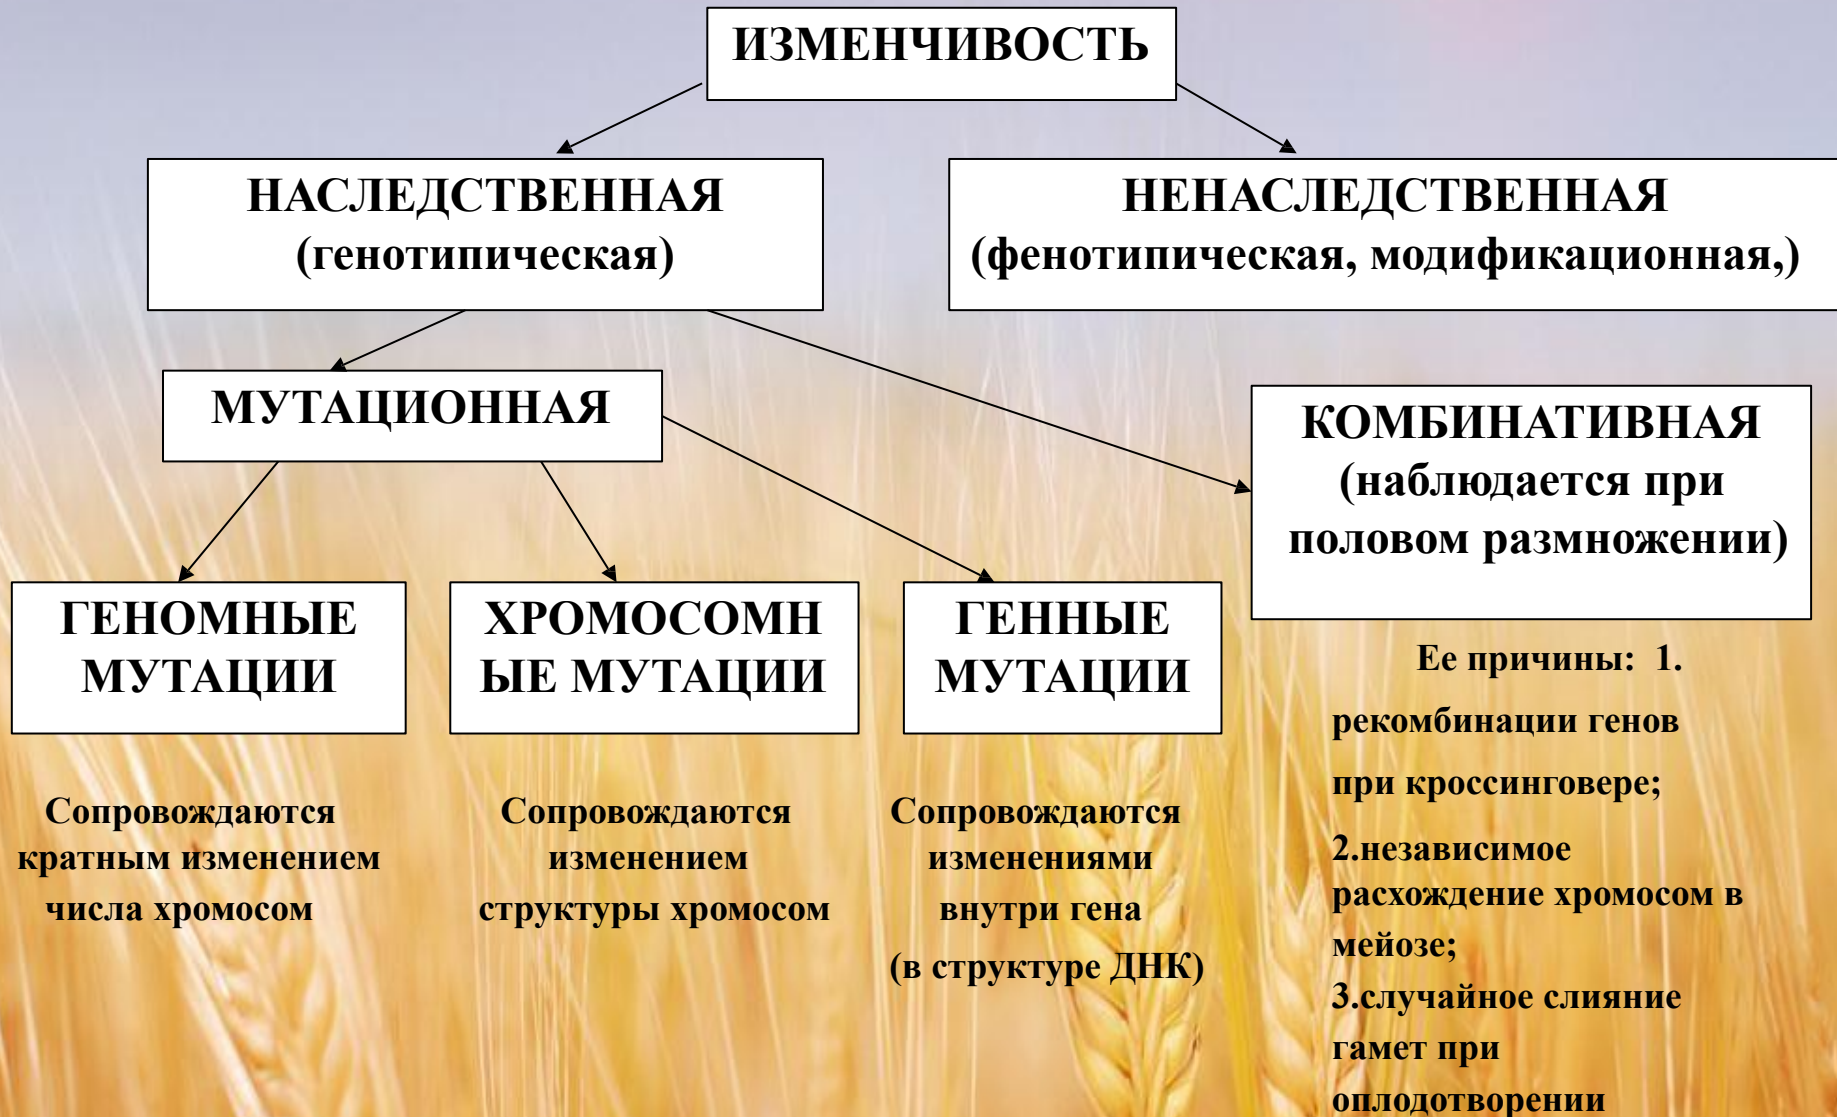 ИЗМЕНЧИВОСТЬ
НАСЛЕДСТВЕННАЯ
(генотипическая)
НЕНАСЛЕДСТВЕННАЯ
(фенотипическая, модификационная,)
МУТАЦИОННАЯ
КОМБИНАТИВНАЯ
(наблюдается при
половом размножении)
ГЕНОМНЫЕ
МУТАЦИИ
ХРОМОСОМН
ЫЕ МУТАЦИИ
ГЕННЫЕ
МУТАЦИИ
Сопровождаются
кратным изменением
числа хромосом
Сопровождаются
изменением
структуры хромосом
Сопровождаются
изменениями
внутри гена
(в структуре ДНК)
Ее причины: 1.
рекомбинации генов
при кроссинговере;
2.независимое
расхождение хромосом в
мейозе;
3.случайное слияние
гамет при
оплодотворении